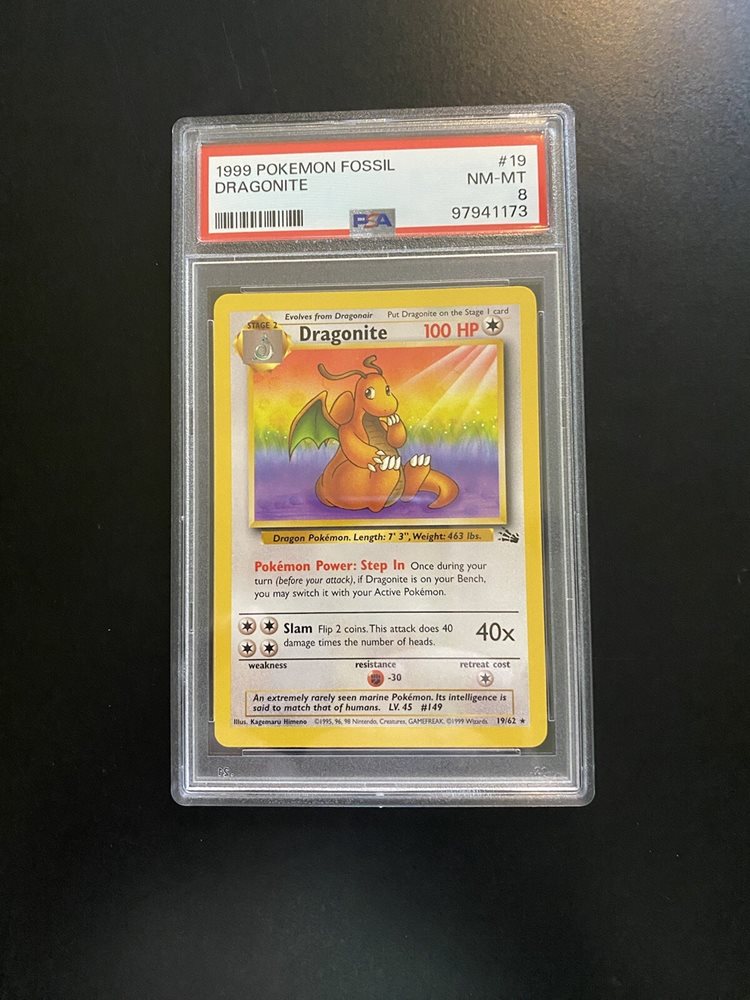 1999 POKEMON FOSSIL #19
DRAGONITE NM-MT
8
PSA 97941173
Evolves from Dragonair Put Dragonite on the Stage 1 card
STAGE 2 Dragonite 100 HP
Dragon Pokémon. Length: 7' 3", Weight: 463 lbs.
Pokémon Power: Step In Once during your
turn (before your attack), if Dragonite is on your Bench,
you may switch it with your Active Pokémon.
Slam Flip 2 coins. This attack does 40
damage times the number of heads. 40x
weakness resistance retreat cost
-30
An extremely rarely seen marine Pokémon. Its intelligence is
said to match that of humans. LV. 45 #149
Illus. Kagemaru Himeno ©1995, 96, 98 Nintendo, Creatures, GAMEFREAK. ©1999 Wizards. 19/62 ★